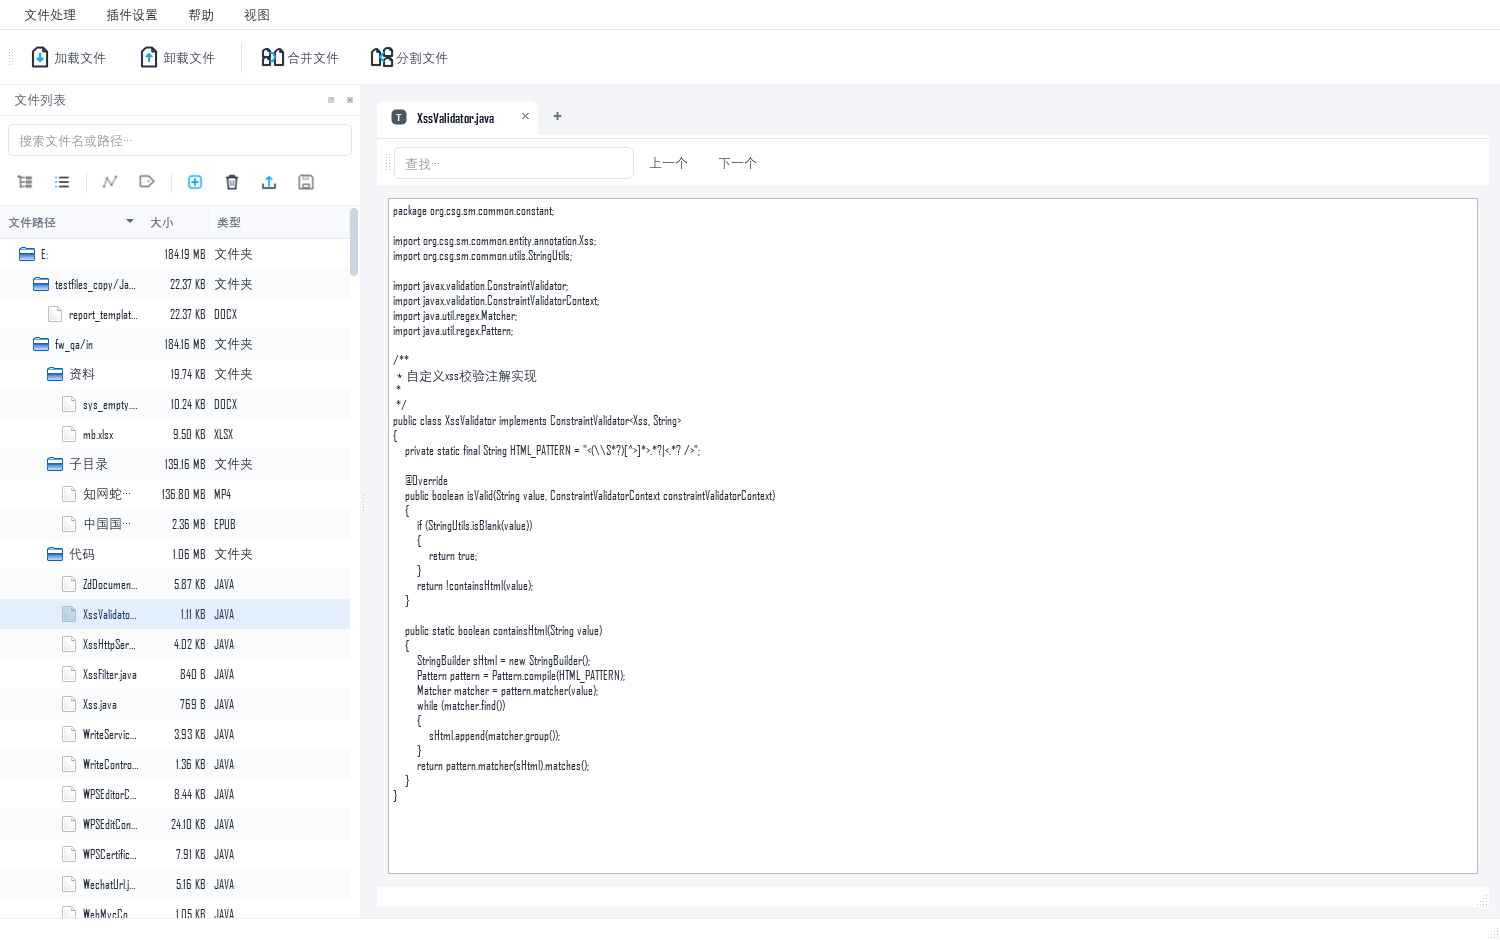 文件处理 插件设置 帮助 视图
加载文件 卸载文件 合并文件 分割文件
文件列表
搜索文件名或路径…
文件路径 大小 类型
E: 184.19 MB 文件夹
testfiles_copy/Ja... 22.37 KB 文件夹
report_templat... 22.37 KB DOCX
fw_qa/in 184.16 MB 文件夹
资料 19.74 KB 文件夹
sys_empty.... 10.24 KB DOCX
mb.xlsx 9.50 KB XLSX
子目录 139.16 MB 文件夹
知网蛇… 136.80 MB MP4
中国国… 2.36 MB EPUB
代码 1.06 MB 文件夹
ZdDocumen... 5.87 KB JAVA
XssValidato... 1.11 KB JAVA
XssHttpSer... 4.02 KB JAVA
XssFilter.java 840 B JAVA
Xss.java 769 B JAVA
WriteServic... 3.93 KB JAVA
WriteContro... 1.36 KB JAVA
WPSEditorC... 8.44 KB JAVA
WPSEditCon... 24.10 KB JAVA
WPSCertific... 7.91 KB JAVA
WechatUrl.j... 5.16 KB JAVA
WebMvcCo... 1.05 KB JAVA
T XssValidator.java × +
查找… 上一个 下一个
package org.csg.sm.common.constant;
import org.csg.sm.common.entity.annotation.Xss;
import org.csg.sm.common.utils.StringUtils;
import javax.validation.ConstraintValidator;
import javax.validation.ConstraintValidatorContext;
import java.util.regex.Matcher;
import java.util.regex.Pattern;
/**
* 自定义xss校验注解实现
*
*/
public class XssValidator implements ConstraintValidator<Xss, String>
{
private static final String HTML_PATTERN = "<(\\S*?)[^>]*>.*?|<.*? />";
@Override
public boolean isValid(String value, ConstraintValidatorContext constraintValidatorContext)
{
if (StringUtils.isBlank(value))
{
return true;
}
return !containsHtml(value);
}
public static boolean containsHtml(String value)
{
StringBuilder sHtml = new StringBuilder();
Pattern pattern = Pattern.compile(HTML_PATTERN);
Matcher matcher = pattern.matcher(value);
while (matcher.find())
{
sHtml.append(matcher.group());
}
return pattern.matcher(sHtml).matches();
}
}